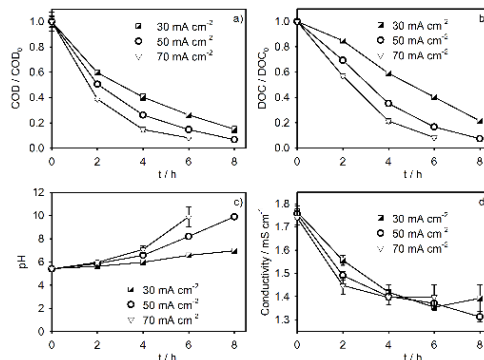 a)
30 mA cm-2
50 mA cm-2
70 mA cm-2
COD / COD0
1.0
0.8
0.6
0.4
0.2
0.0
0 2 4 6 8
t / h
b)
30 mA cm-2
50 mA cm-2
70 mA cm-2
DOC / DOC0
1.0
0.8
0.6
0.4
0.2
0.0
0 2 4 6 8
t / h
c)
pH
12
10
8
6
4
2
0
30 mA cm-2
50 mA cm-2
70 mA cm-2
0 2 4 6 8
t / h
d)
30 mA cm-2
50 mA cm-2
70 mA cm-2
Conductivity / mS cm-1
1.8
1.7
1.6
1.5
1.4
1.3
0 2 4 6 8
t / h